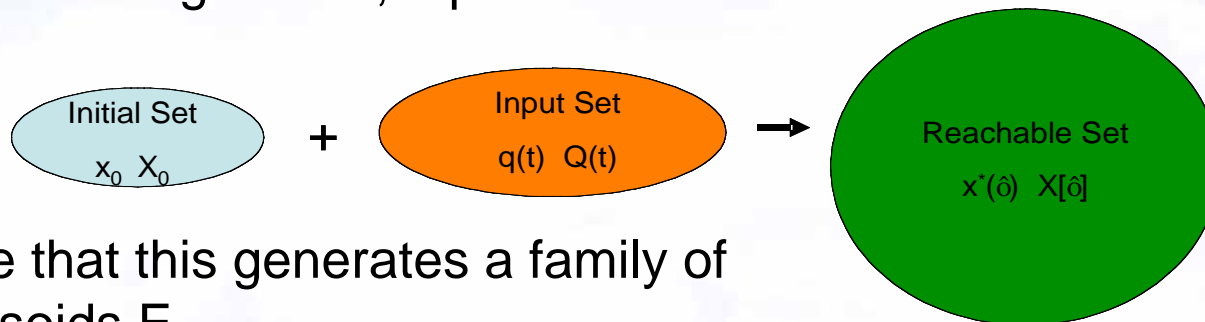 Initial Set
x₀ X₀
+
Input Set
q(t) Q(t)
Reachable Set
x*(ô) X[ô]
that this generates a family of